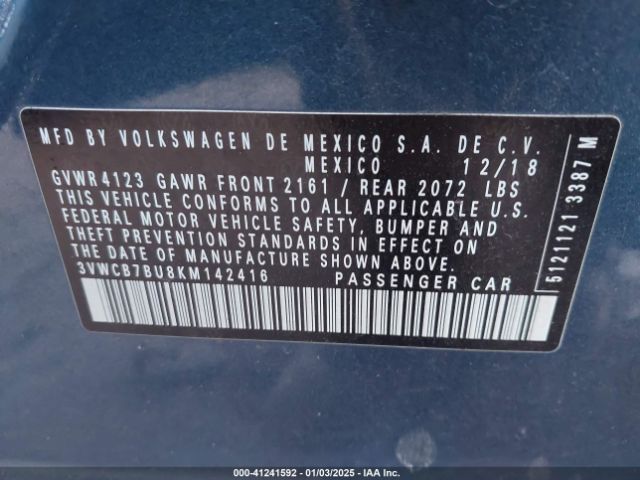 MFD BY VOLKSWAGEN DE MEXICO S.A. DE C.V.
MEXICO 12/18
GVWR 4123 GAWR FRONT 2161 / REAR 2072 LBS
THIS VEHICLE CONFORMS TO ALL APPLICABLE U.S.
FEDERAL MOTOR VEHICLE SAFETY, BUMPER AND
THEFT PREVENTION STANDARDS IN EFFECT ON
THE DATE OF MANUFACTURE SHOWN ABOVE.
3VWCB7BU8KM142416 PASSENGER CAR
5121121 3387 M
000-41241592 - 01/03/2025 - IAAI.COM